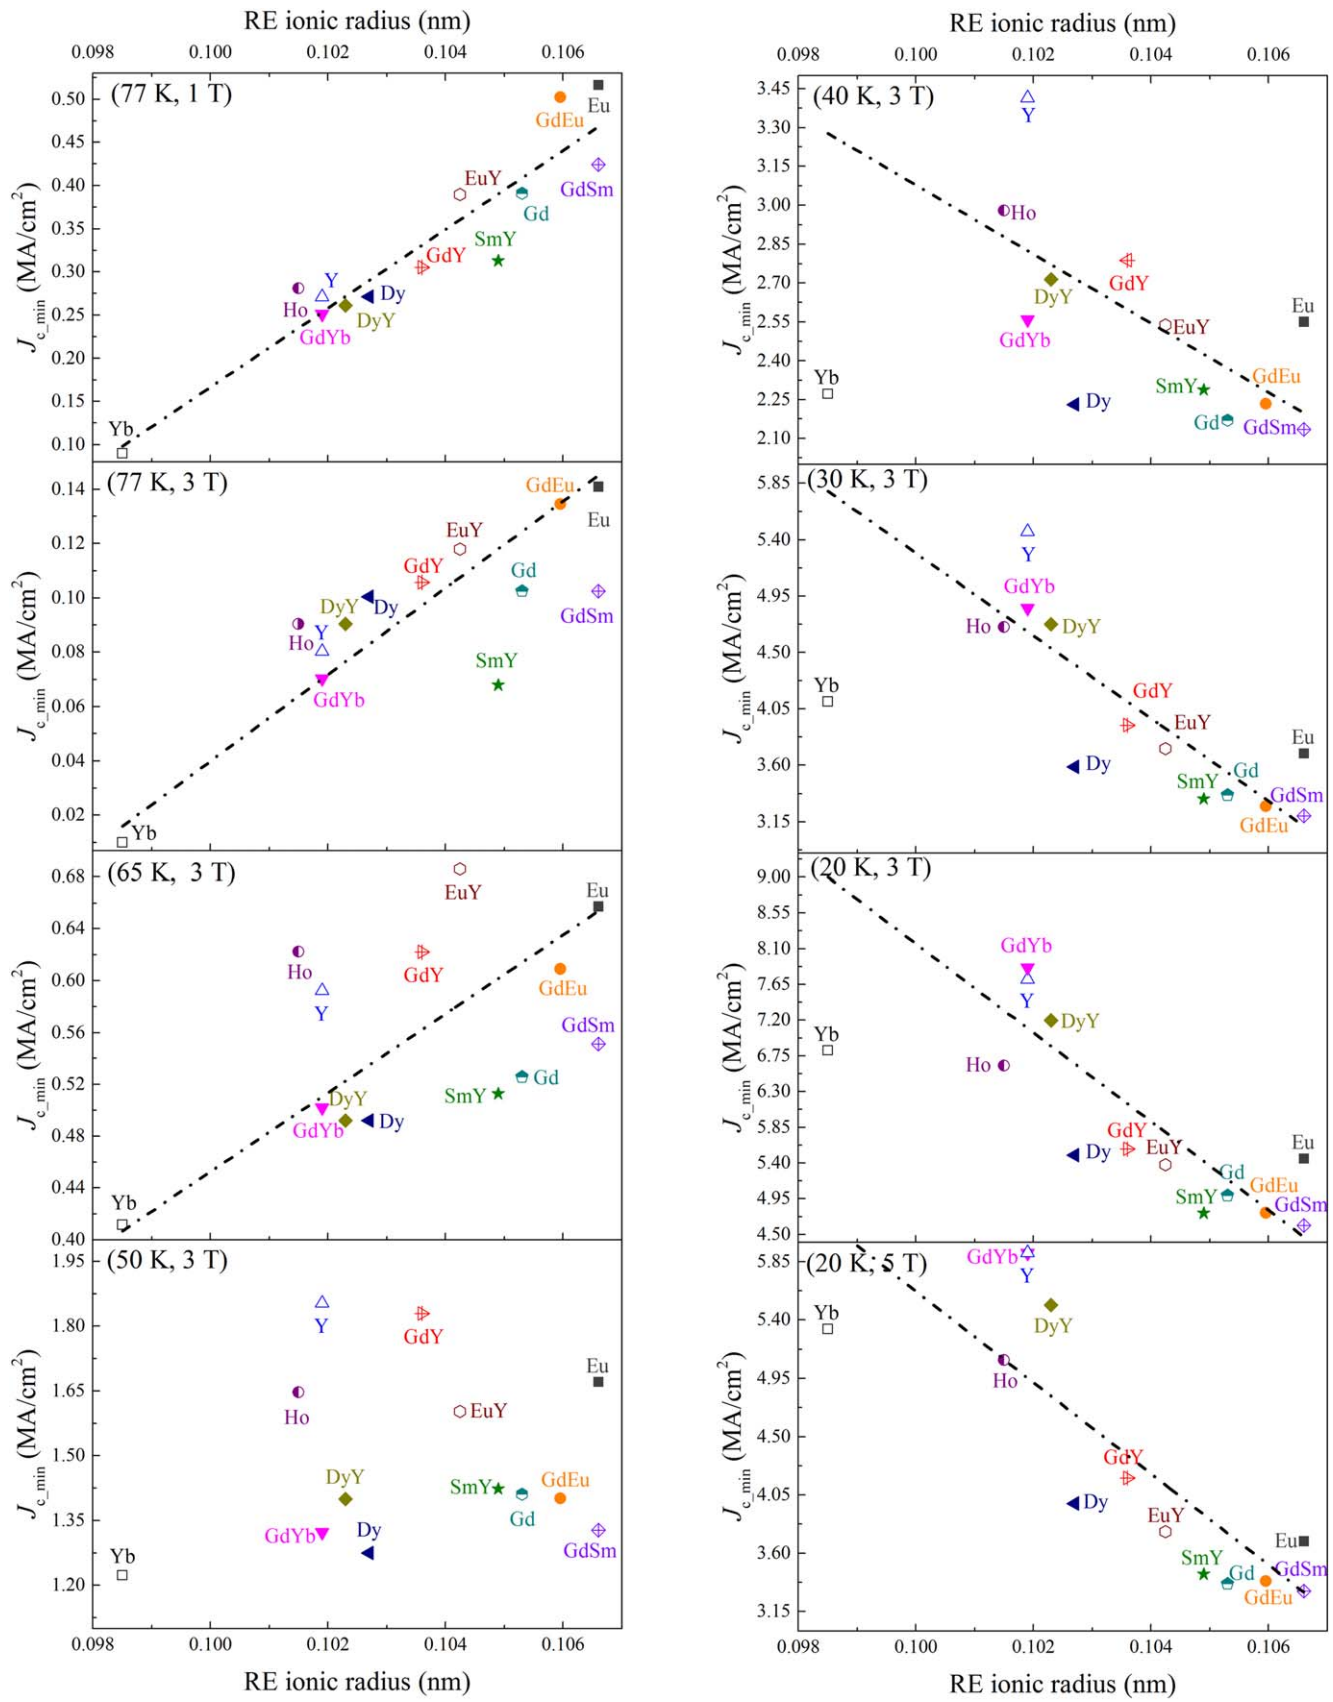 RE ionic radius (nm)
0.098 0.100 0.102 0.104 0.106
(77 K, 1 T)
J_c_min (MA/cm²)
0.50
0.45
0.40
0.35
0.30
0.25
0.20
0.15
0.10
Eu
GdEu
GdSm
EuY
Gd
SmY
GdY
Y
Dy
Ho
DyY
GdYb
Yb
(77 K, 3 T)
J_c_min (MA/cm²)
0.14
0.12
0.10
0.08
0.06
0.04
0.02
GdEu
Eu
EuY
GdY
Gd
GdSm
DyY
Dy
Y
Ho
SmY
GdYb
Yb
(65 K, 3 T)
J_c_min (MA/cm²)
0.68
0.64
0.60
0.56
0.52
0.48
0.44
0.40
EuY
Eu
Ho
GdY
GdEu
Y
GdSm
Gd
SmY
DyY
GdYb
Dy
Yb
(50 K, 3 T)
J_c_min (MA/cm²)
1.95
1.80
1.65
1.50
1.35
1.20
Y
GdY
Eu
Ho
EuY
DyY
SmY
GdEu
Gd
GdYb
Dy
GdSm
Yb
0.098 0.100 0.102 0.104 0.106
RE ionic radius (nm)
RE ionic radius (nm)
0.098 0.100 0.102 0.104 0.106
(40 K, 3 T)
J_c_min (MA/cm²)
3.45
3.30
3.15
3.00
2.85
2.70
2.55
2.40
2.25
2.10
Y
Ho
GdY
DyY
GdYb
EuY
Eu
Yb
SmY
GdEu
Dy
Gd
GdSm
(30 K, 3 T)
J_c_min (MA/cm²)
5.85
5.40
4.95
4.50
4.05
3.60
3.15
Y
GdYb
Ho
DyY
Yb
GdY
EuY
Eu
Dy
SmY
Gd
GdSm
GdEu
(20 K, 3 T)
J_c_min (MA/cm²)
9.00
8.55
8.10
7.65
7.20
6.75
6.30
5.85
5.40
4.95
4.50
GdYb
Y
DyY
Yb
Ho
GdY
EuY
Dy
Eu
Gd
SmY
GdEu
GdSm
(20 K, 5 T)
J_c_min (MA/cm²)
5.85
5.40
4.95
4.50
4.05
3.60
3.15
GdYb
Y
Yb
DyY
Ho
GdY
Dy
EuY
Eu
SmY
Gd
GdSm
GdEu
0.098 0.100 0.102 0.104 0.106
RE ionic radius (nm)